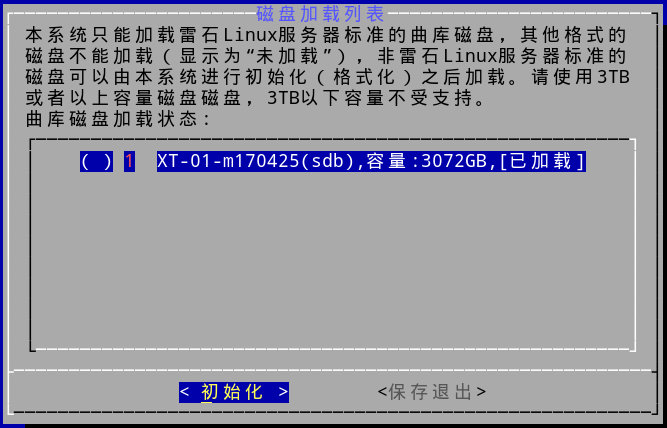 磁盘加载列表
本系统只能加载雷石Linux服务器标准的曲库磁盘，其他格式的
磁盘不能加载（显示为“未加载”），非雷石Linux服务器标准的
磁盘可以由本系统进行初始化（格式化）之后加载。请使用3TB
或者以上容量磁盘磁盘，3TB以下容量不受支持。
曲库磁盘加载状态：
( ) 1 XT-01-m170425(sdb),容量:3072GB,[已加载]
< 初始化 > <保存退出>